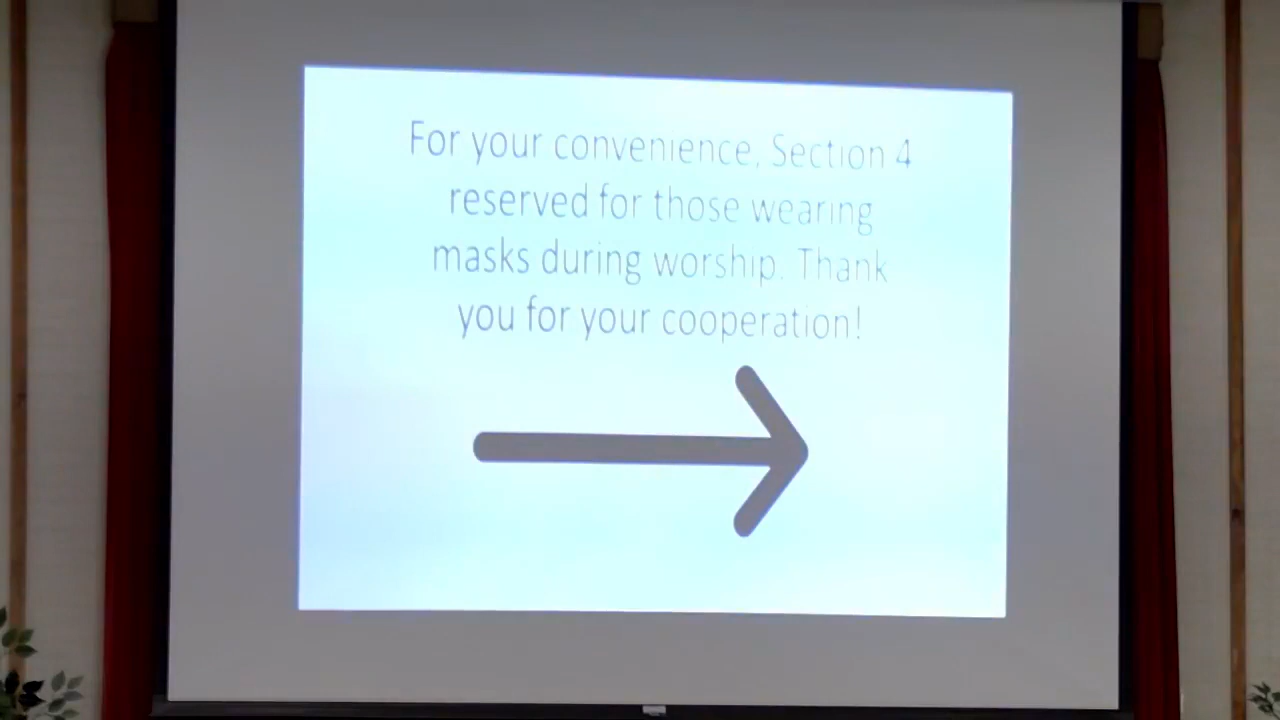 For your convenience, Section 4
reserved for those wearing
masks during worship. Thank
you for your cooperation!